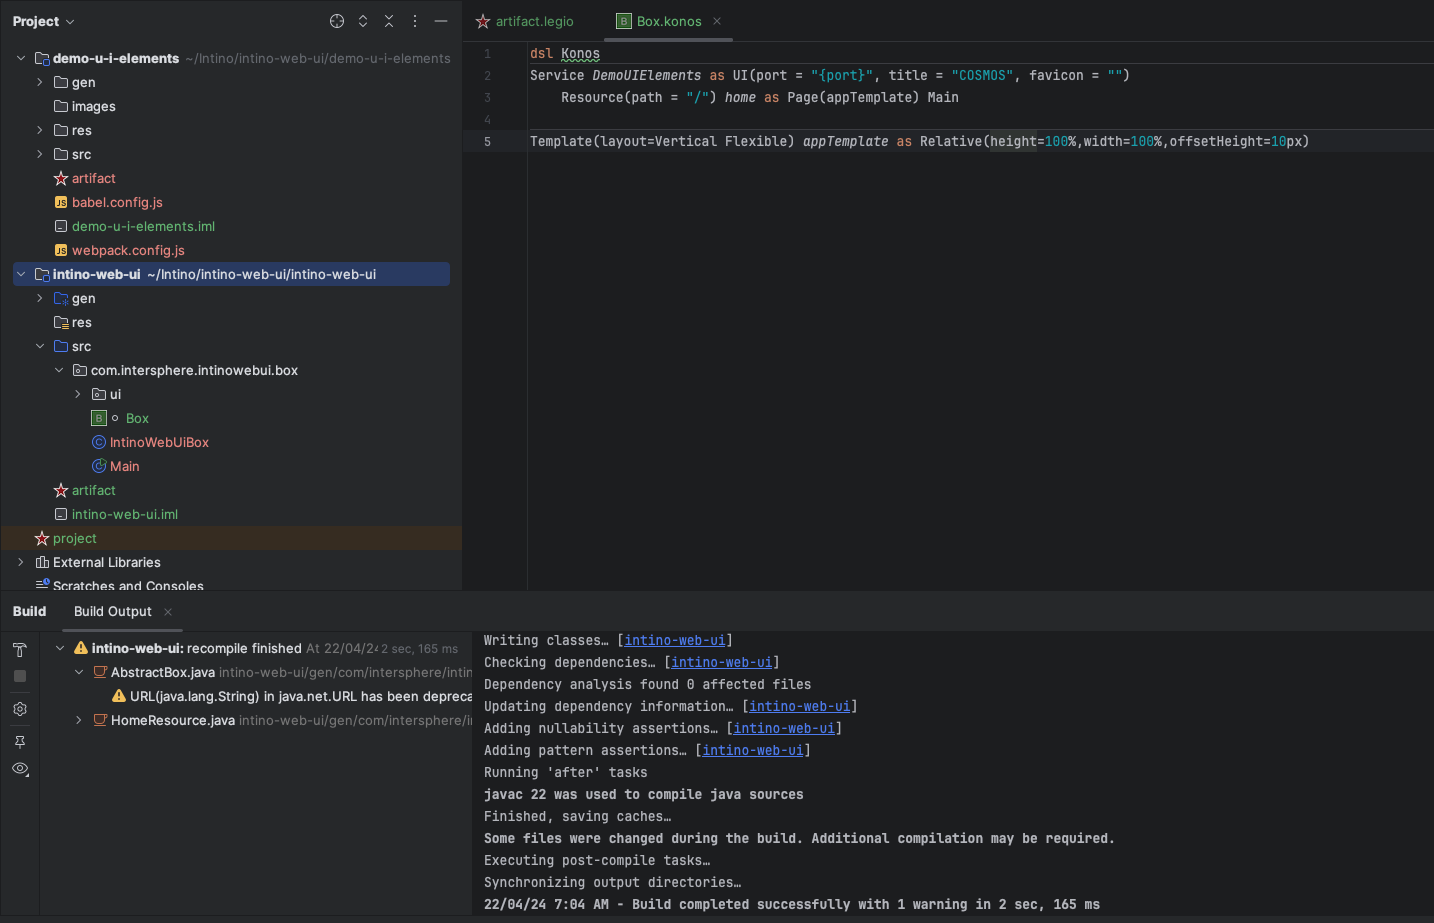 Project
artifact.legio
Box.konos
demo-u-i-elements ~/Intino/intino-web-ui/demo-u-i-elements
gen
images
res
src
artifact
babel.config.js
demo-u-i-elements.iml
webpack.config.js
intino-web-ui ~/Intino/intino-web-ui/intino-web-ui
gen
res
src
com.intersphere.intinowebui.box
ui
Box
IntinoWebUiBox
Main
artifact
intino-web-ui.iml
project
External Libraries
Scratches and Consoles
1 dsl Konos
2 Service DemoUIElements as UI(port = "{port}", title = "COSMOS", favicon = "")
3 Resource(path = "/") home as Page(appTemplate) Main
4
5 Template(layout=Vertical Flexible) appTemplate as Relative(height=100%,width=100%,offsetHeight=10px)
Build Build Output
intino-web-ui: recompile finished At 22/04/24 2 sec, 165 ms
AbstractBox.java intino-web-ui/gen/com/intersphere/intin
URL(java.lang.String) in java.net.URL has been depreca
HomeResource.java intino-web-ui/gen/com/intersphere/i
Writing classes… [intino-web-ui]
Checking dependencies… [intino-web-ui]
Dependency analysis found 0 affected files
Updating dependency information… [intino-web-ui]
Adding nullability assertions… [intino-web-ui]
Adding pattern assertions… [intino-web-ui]
Running 'after' tasks
javac 22 was used to compile java sources
Finished, saving caches…
Some files were changed during the build. Additional compilation may be required.
Executing post-compile tasks…
Synchronizing output directories…
22/04/24 7:04 AM - Build completed successfully with 1 warning in 2 sec, 165 ms